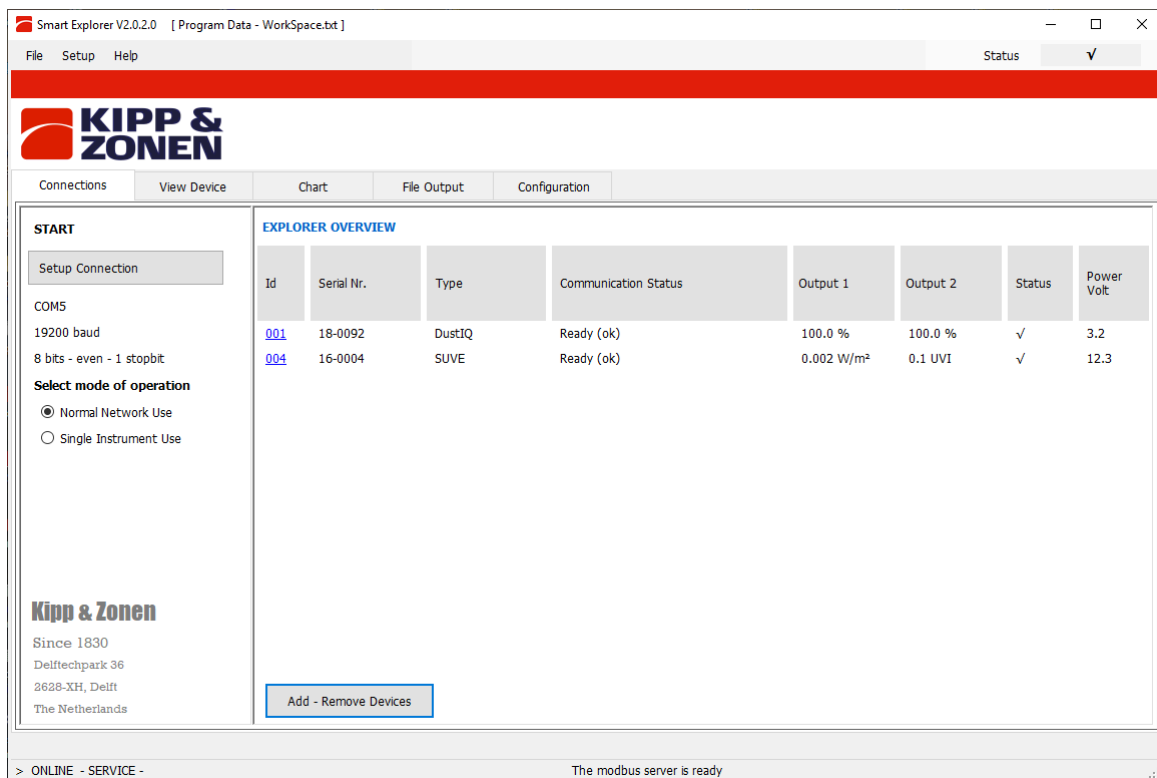 Smart Explorer V2.0.2.0 [ Program Data - WorkSpace.txt ]
File Setup Help Status √
KIPP &
ZONEN
Connections View Device Chart File Output Configuration
START
Setup Connection
COM5
19200 baud
8 bits - even - 1 stopbit
Select mode of operation
Normal Network Use
Single Instrument Use
Kipp & Zonen
Since 1830
Delftechpark 36
2628-XH, Delft
The Netherlands
EXPLORER OVERVIEW
Id Serial Nr. Type Communication Status Output 1 Output 2 Status Power Volt
001 18-0092 DustIQ Ready (ok) 100.0 % 100.0 % √ 3.2
004 16-0004 SUVE Ready (ok) 0.002 W/m² 0.1 UVI √ 12.3
Add - Remove Devices
> ONLINE - SERVICE - The modbus server is ready